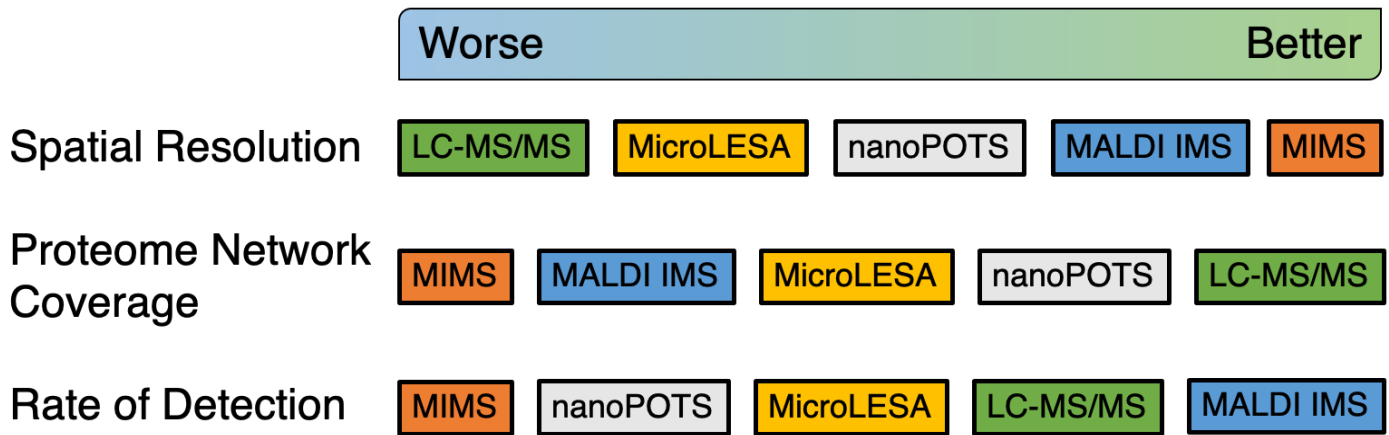 Worse Better
Spatial Resolution LC-MS/MS MicroLESA nanoPOTS MALDI IMS MIMS
Proteome Network
Coverage MIMS MALDI IMS MicroLESA nanoPOTS LC-MS/MS
Rate of Detection MIMS nanoPOTS MicroLESA LC-MS/MS MALDI IMS